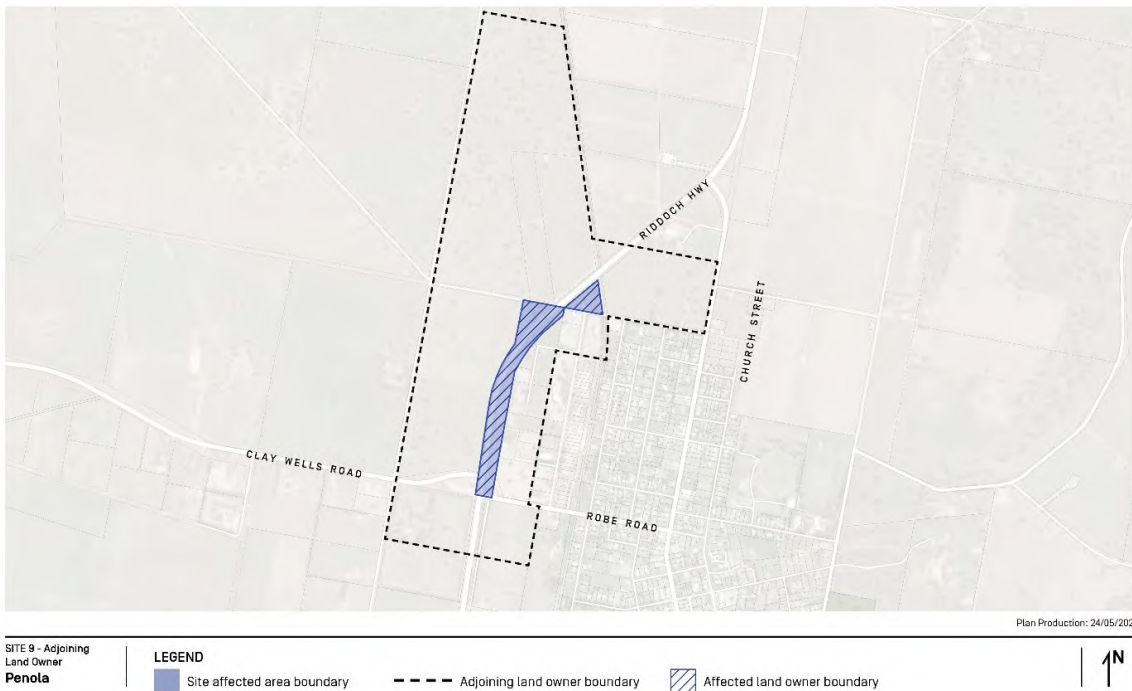 RIDDOCH HWY
CHURCH STREET
CLAY WELLS ROAD
ROBE ROAD
Plan Production: 24/05/202
SITE 9 - Adjoining
Land Owner
Penola
LEGEND
Site affected area boundary
Adjoining land owner boundary
Affected land owner boundary
N